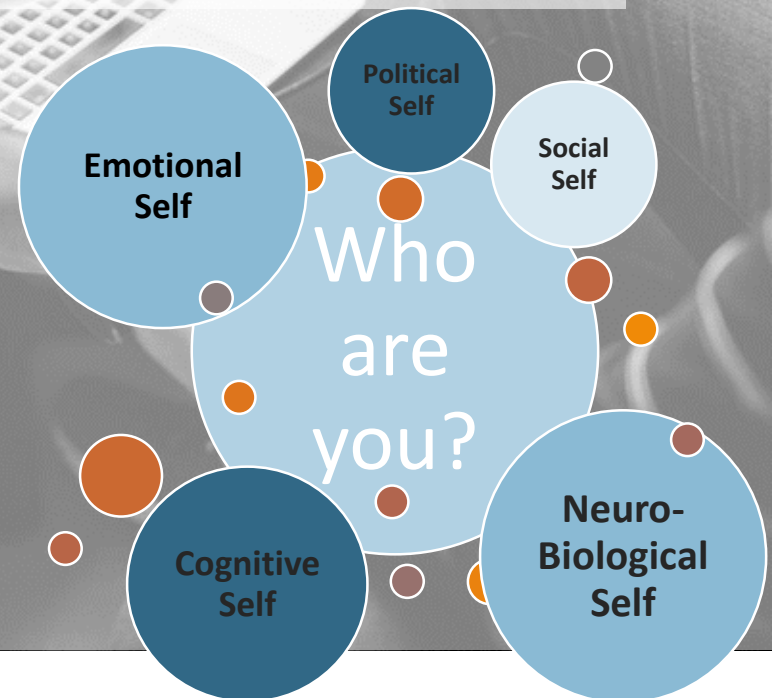 Political
Self
Emotional
Self
Social
Self
Who
are
you?
Cognitive
Self
Neuro-
Biological
Self